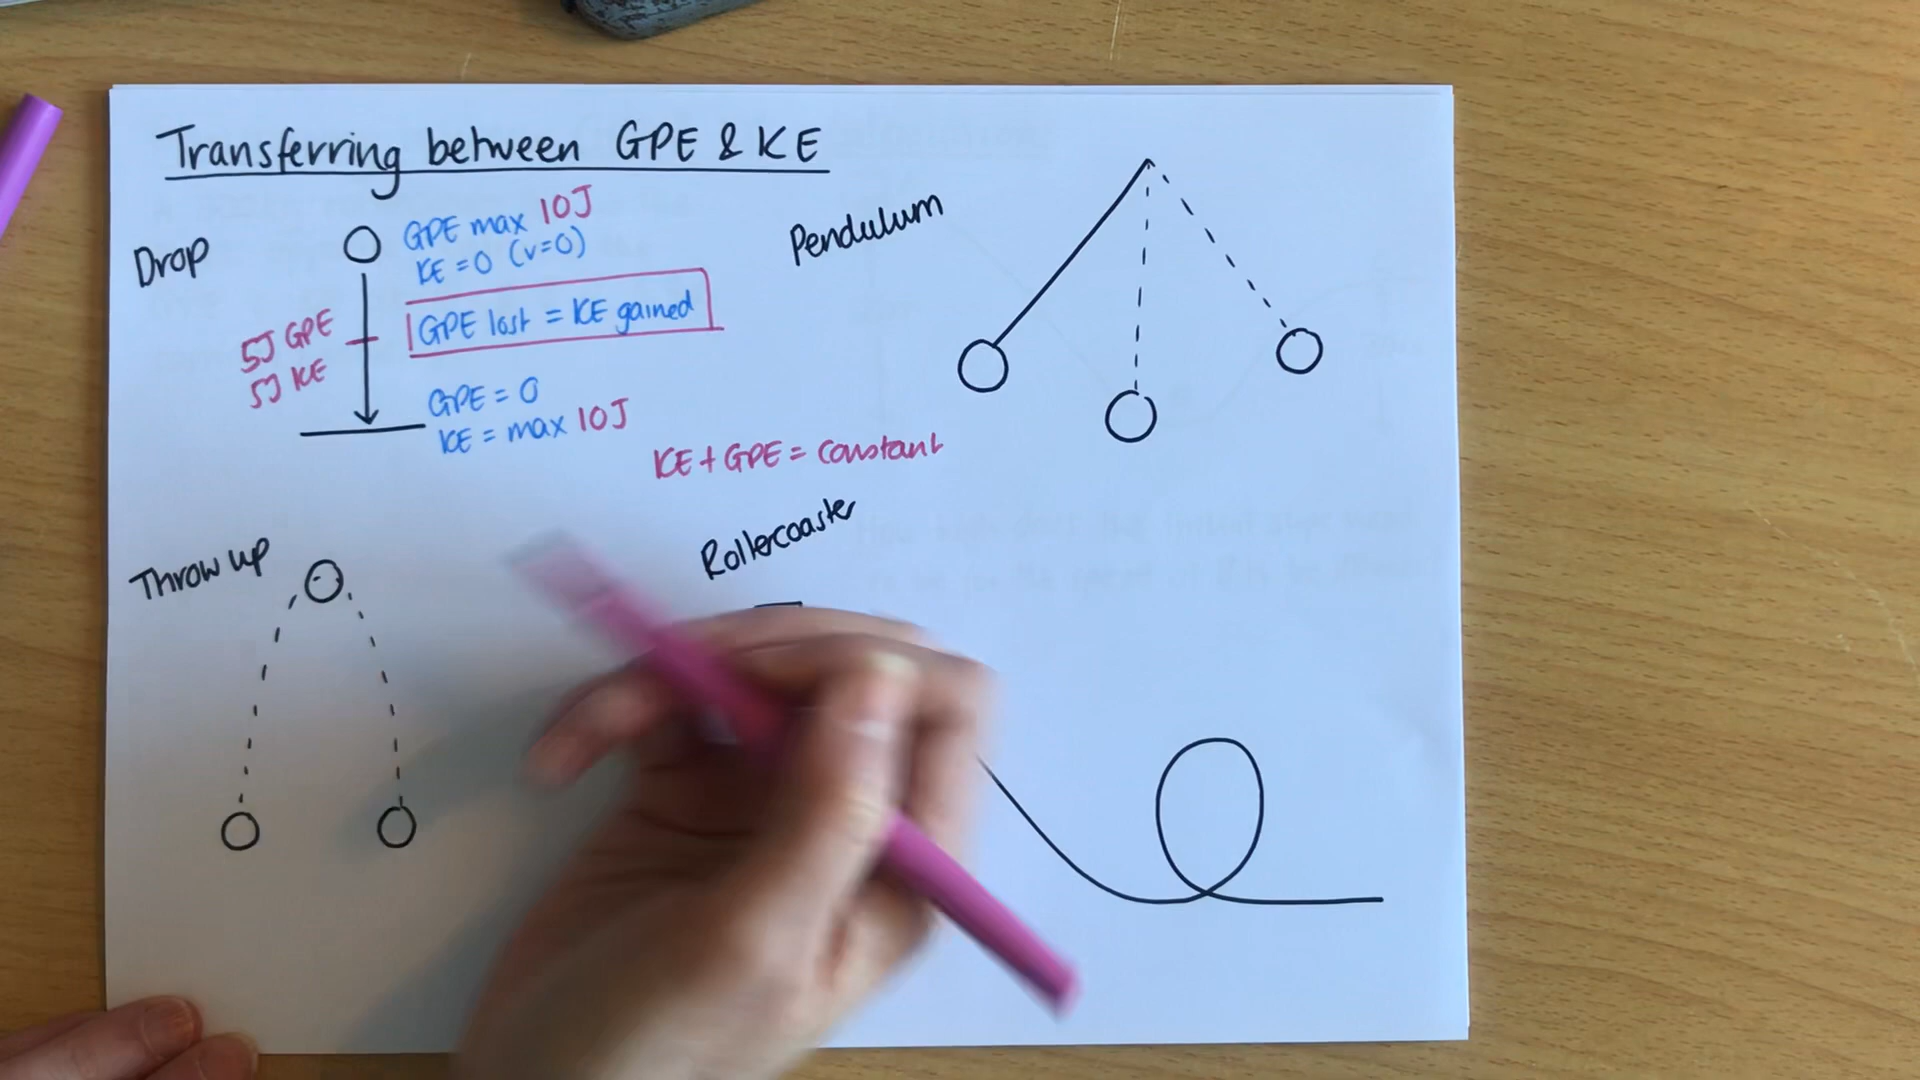 Transferring between GPE & KE
Drop
GPE max 10J
KE = 0 (v=0)
GPE lost = KE gained
5J GPE
5J KE
GPE = 0
KE = max 10J
KE + GPE = constant
Pendulum
Throw up
Rollercoaster